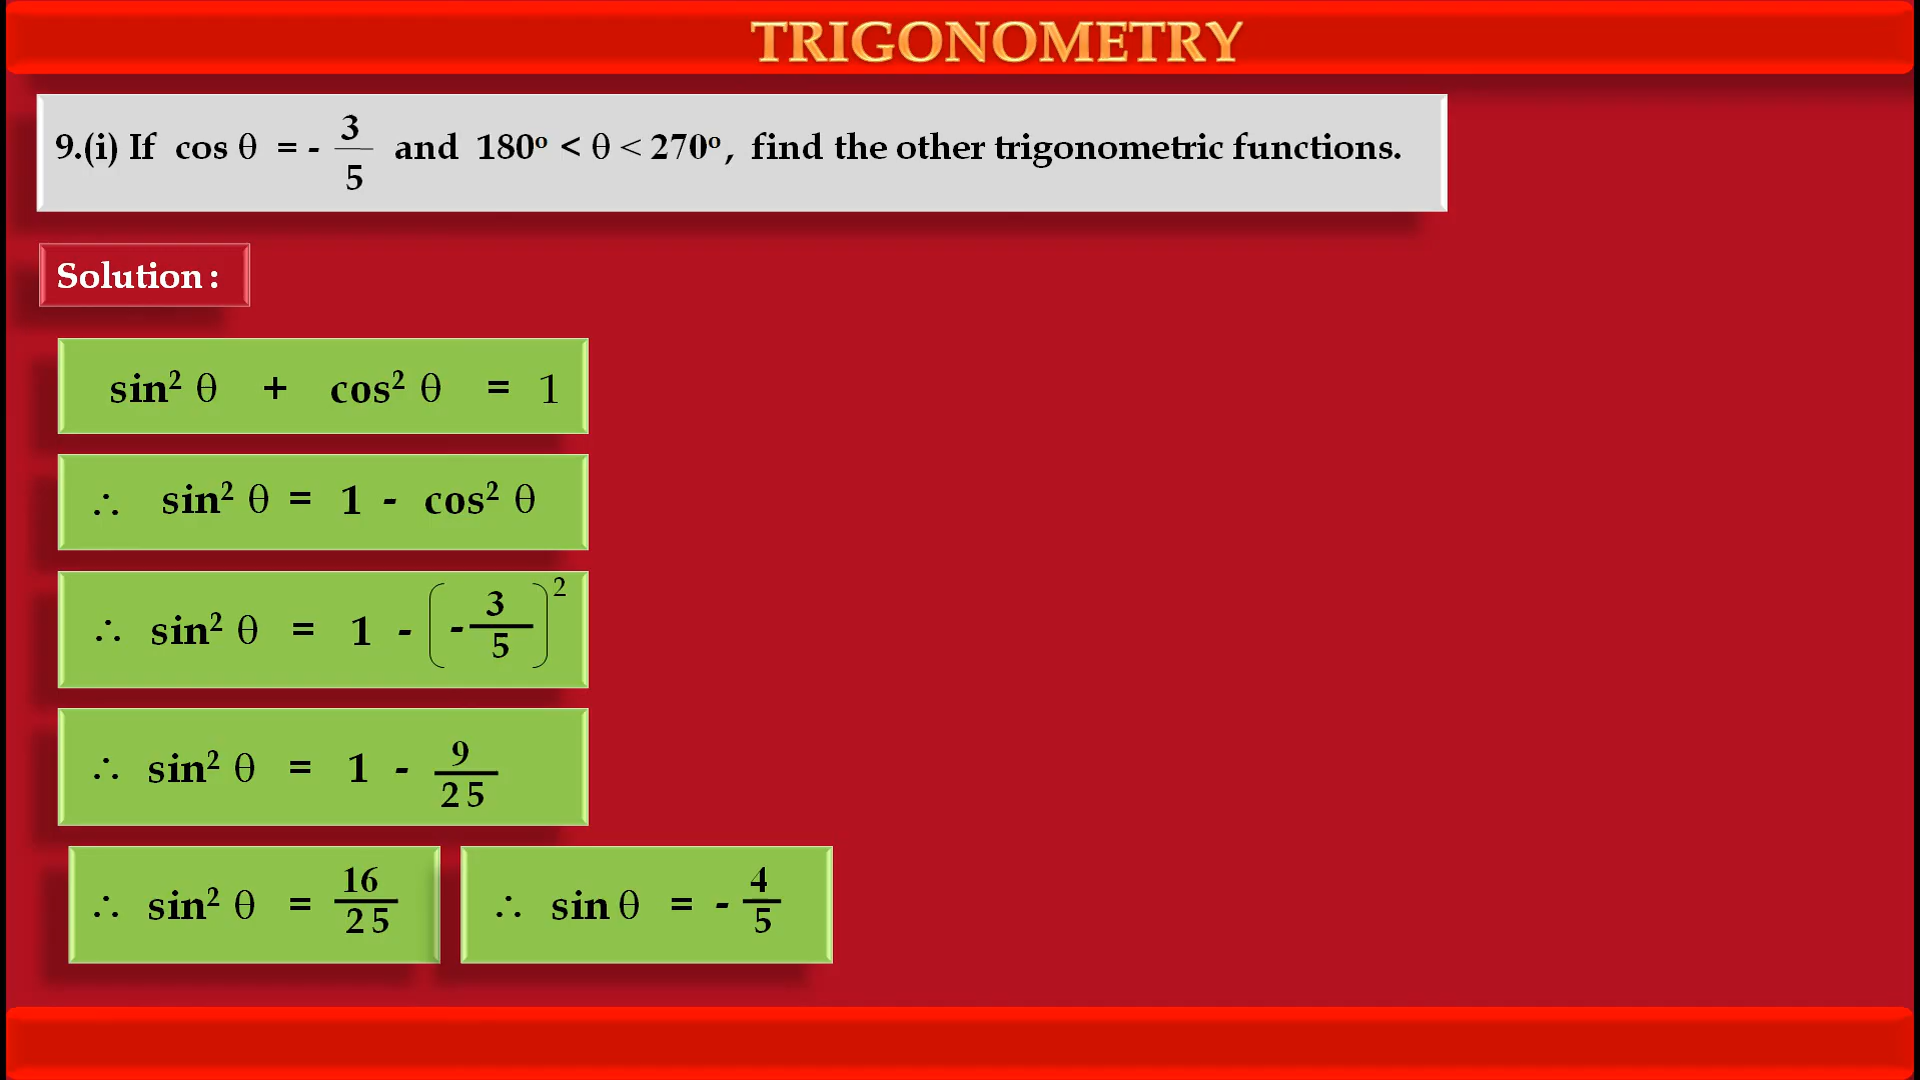 TRIGONOMETRY
9.(i) If cos θ = - 3/5 and 180° < θ < 270°, find the other trigonometric functions.
Solution :
sin² θ + cos² θ = 1
∴ sin² θ = 1 - cos² θ
∴ sin² θ = 1 - (- 3/5)²
∴ sin² θ = 1 - 9/25
∴ sin² θ = 16/25
∴ sin θ = - 4/5